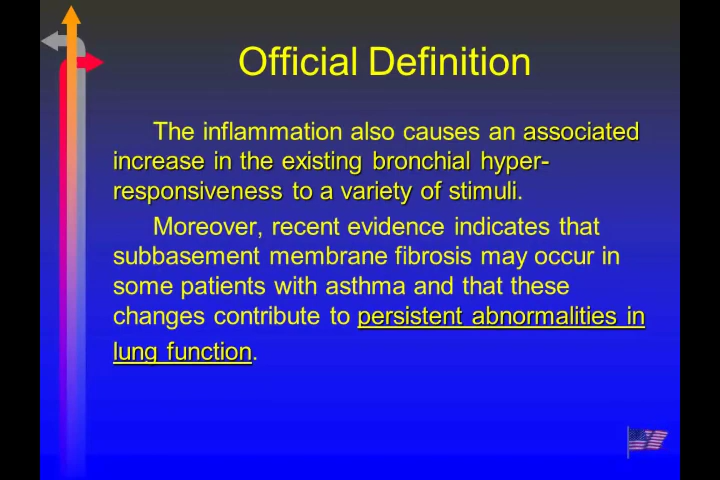 Official Definition
The inflammation also causes an associated
increase in the existing bronchial hyper-
responsiveness to a variety of stimuli.
Moreover, recent evidence indicates that
subbasement membrane fibrosis may occur in
some patients with asthma and that these
changes contribute to persistent abnormalities in
lung function.